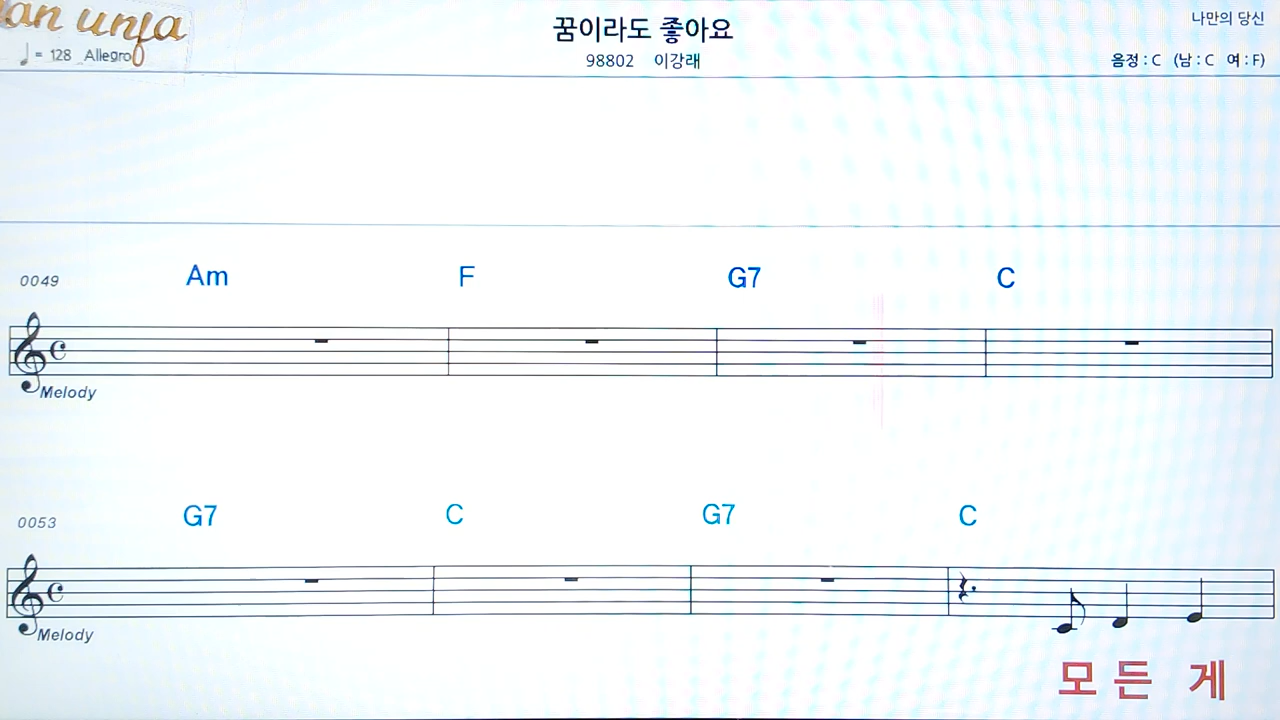 꿈이라도 좋아요
나만의 당신
♩ = 128 Allegro
98802 이강래
음정 : C (남 : C 여 : F)
0049 Am F G7 C
Melody
0053 G7 C G7 C
Melody
모 든 게